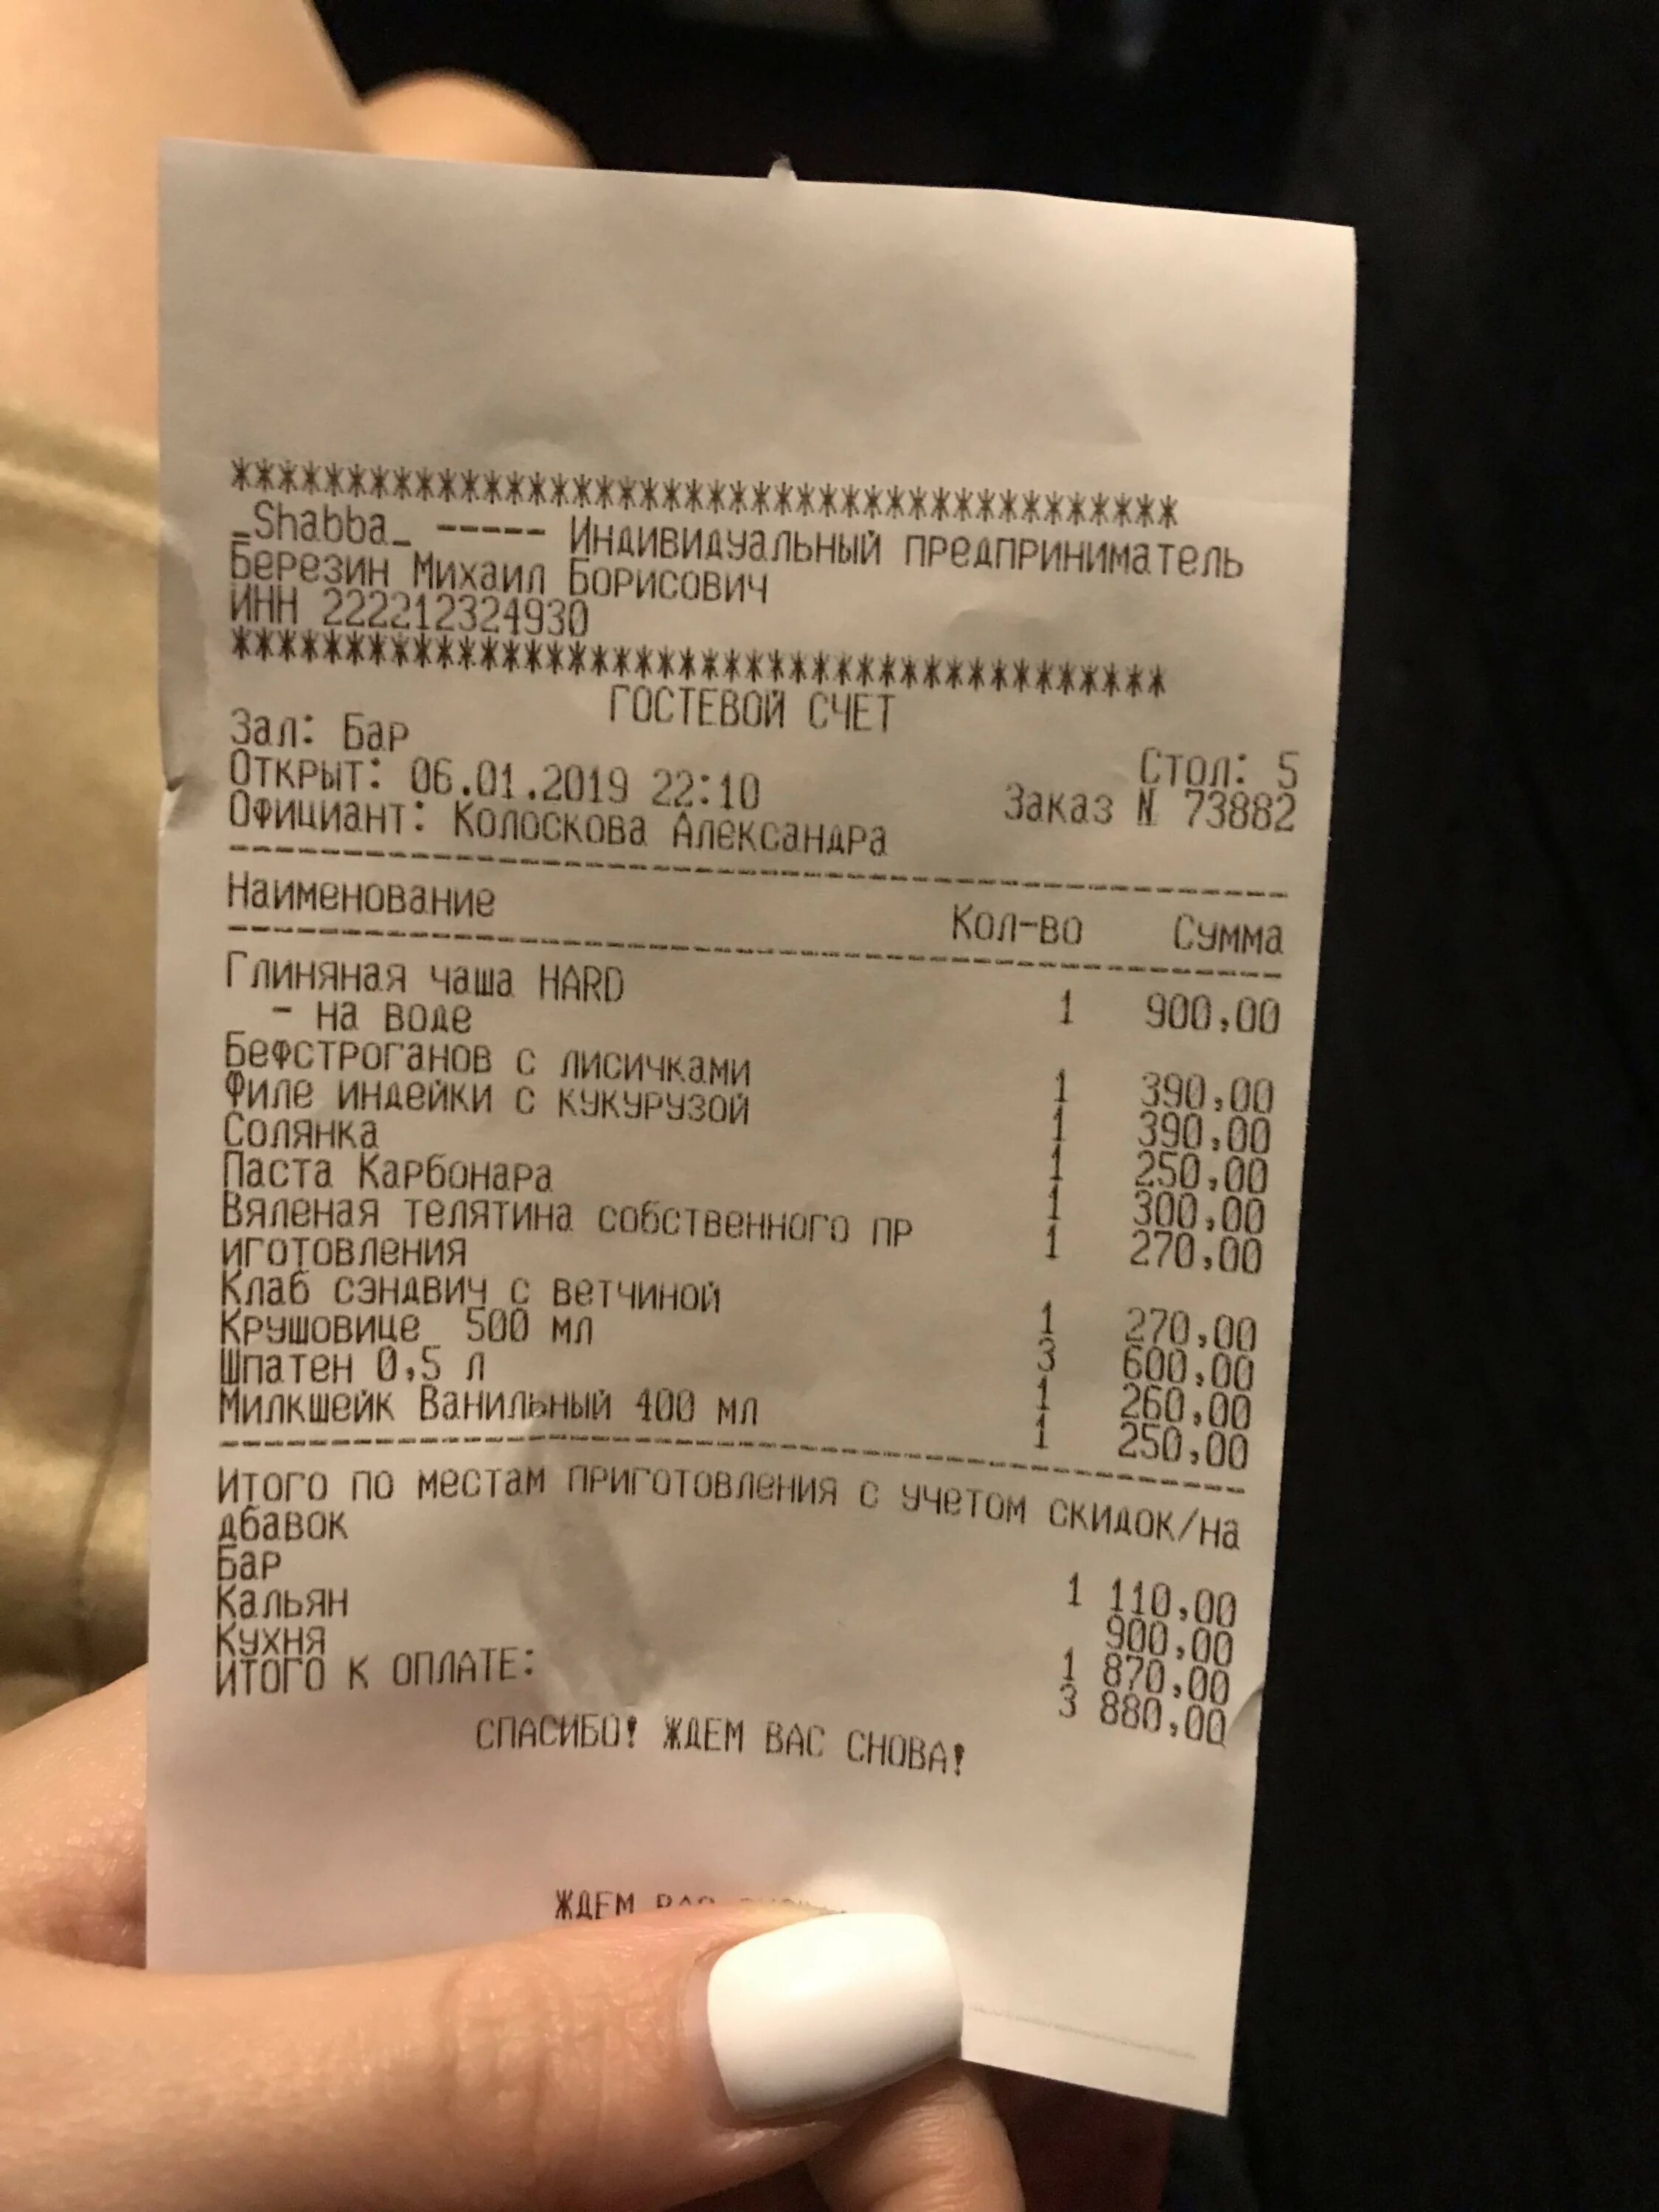 ******************************************
_Shabba_ ----- Индивидуальный предприниматель
Березин Михаил Борисович
ИНН 222212324930
******************************************
ГОСТЕВОЙ СЧЕТ
Зал: Бар Стол: 5
Открыт: 06.01.2019 22:10 Заказ N 73882
Официант: Колоскова Александра
Наименование Кол-во Сумма
Глиняная чаша HARD 1 900,00
- на воде
Бефстроганов с лисичками 1 390,00
Филе индейки с кукурузой 1 390,00
Солянка 1 250,00
Паста Карбонара 1 300,00
Вяленая телятина собственного пр 1 270,00
иготовления
Клаб сэндвич с ветчиной 1 270,00
Крушовице 500 мл 3 600,00
Шпатен 0,5 л 1 260,00
Милкшейк Ванильный 400 мл 1 250,00
Итого по местам приготовления с учетом скидок/на
дбавок
Бар 1 110,00
Кальян 900,00
Кухня 1 870,00
ИТОГО К ОПЛАТЕ: 3 880,00
СПАСИБО! ЖДЕМ ВАС СНОВА!
ЖДЕМ ВАС